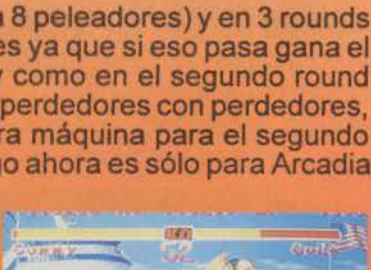 8 peleadores) y en 3 rounds
es ya que si eso pasa gana el
y como en el segundo round
perdedores con perdedores,
ra máquina para el segundo
go ahora es sólo para Arcadia